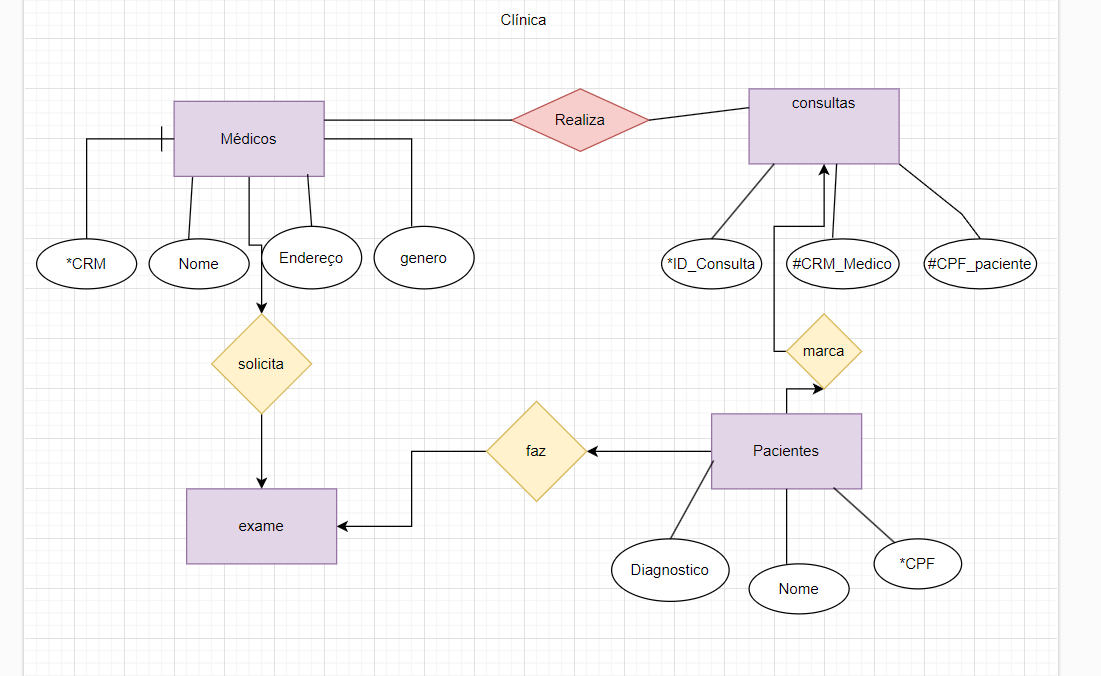 Clínica
Médicos
Realiza
consultas
*CRM
Nome
Endereço
genero
*ID_Consulta
#CRM_Medico
#CPF_paciente
solicita
marca
faz
Pacientes
exame
Diagnostico
Nome
*CPF